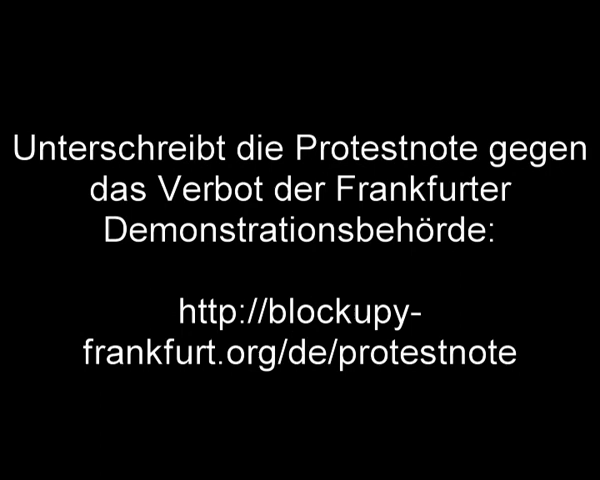 Unterschreibt die Protestnote gegen
das Verbot der Frankfurter
Demonstrationsbehörde:
http://blockupy-
frankfurt.org/de/protestnote